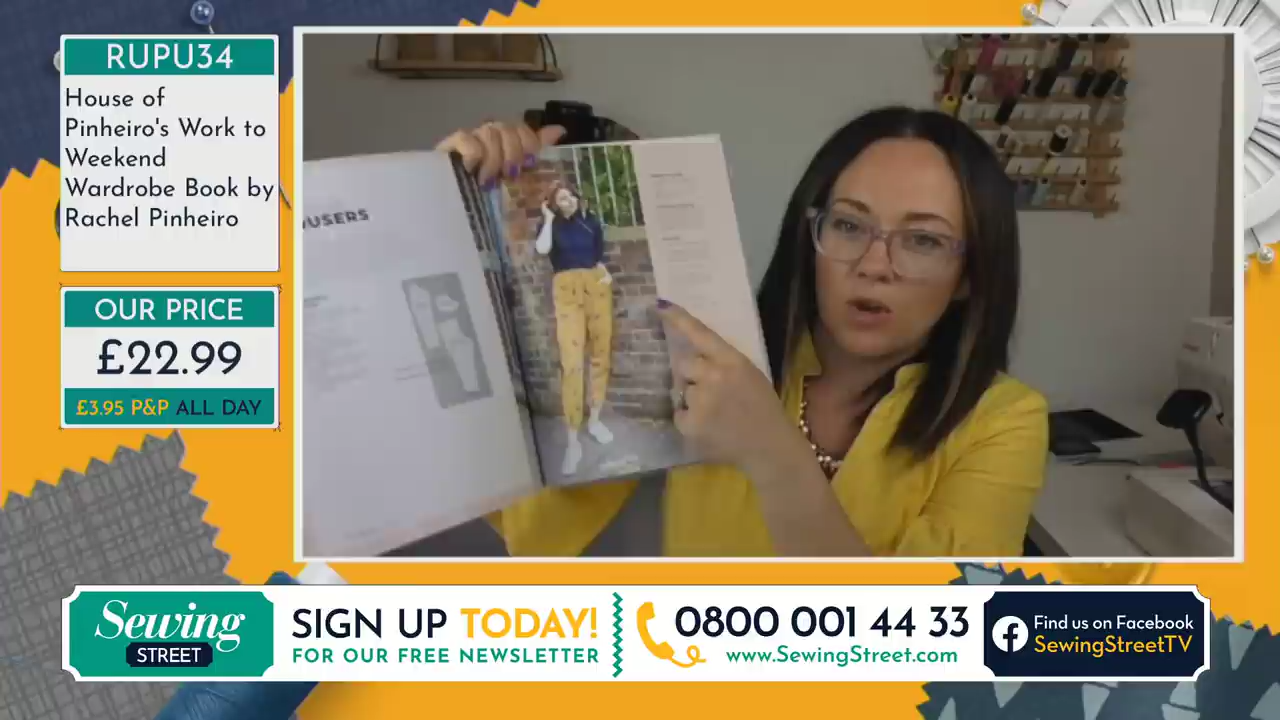 RUPU34
House of
Pinheiro's Work to
Weekend
Wardrobe Book by
Rachel Pinheiro
OUR PRICE
£22.99
£3.95 P&P ALL DAY
USERS
Sewing
STREET
SIGN UP TODAY!
FOR OUR FREE NEWSLETTER
0800 001 44 33
www.SewingStreet.com
Find us on Facebook
SewingStreetTV